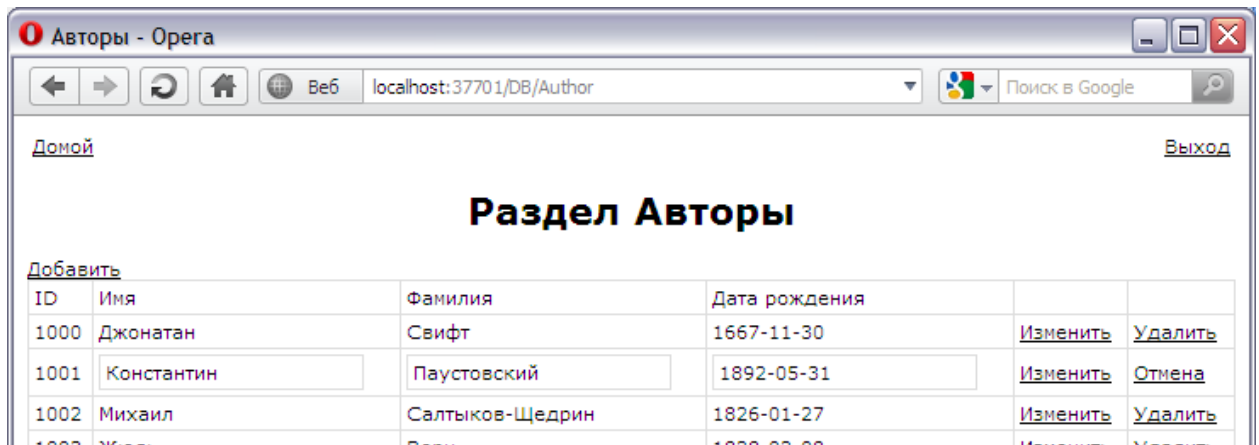 Авторы - Opera
Веб localhost:37701/DB/Author Поиск в Google
Домой Выход
Раздел Авторы
Добавить
ID Имя Фамилия Дата рождения
1000 Джонатан Свифт 1667-11-30 Изменить Удалить
1001 Константин Паустовский 1892-05-31 Изменить Отмена
1002 Михаил Салтыков-Щедрин 1826-01-27 Изменить Удалить